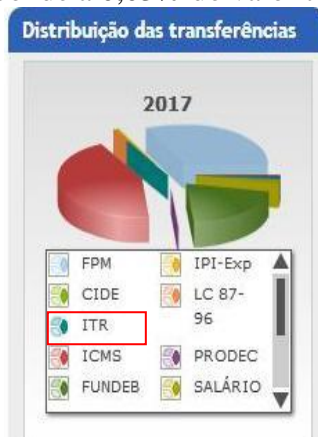 Distribuição das transferências
2017
FPM
IPI-Exp
CIDE
LC 87-
96
ITR
ICMS
PRODEC
FUNDEB
SALÁRIO